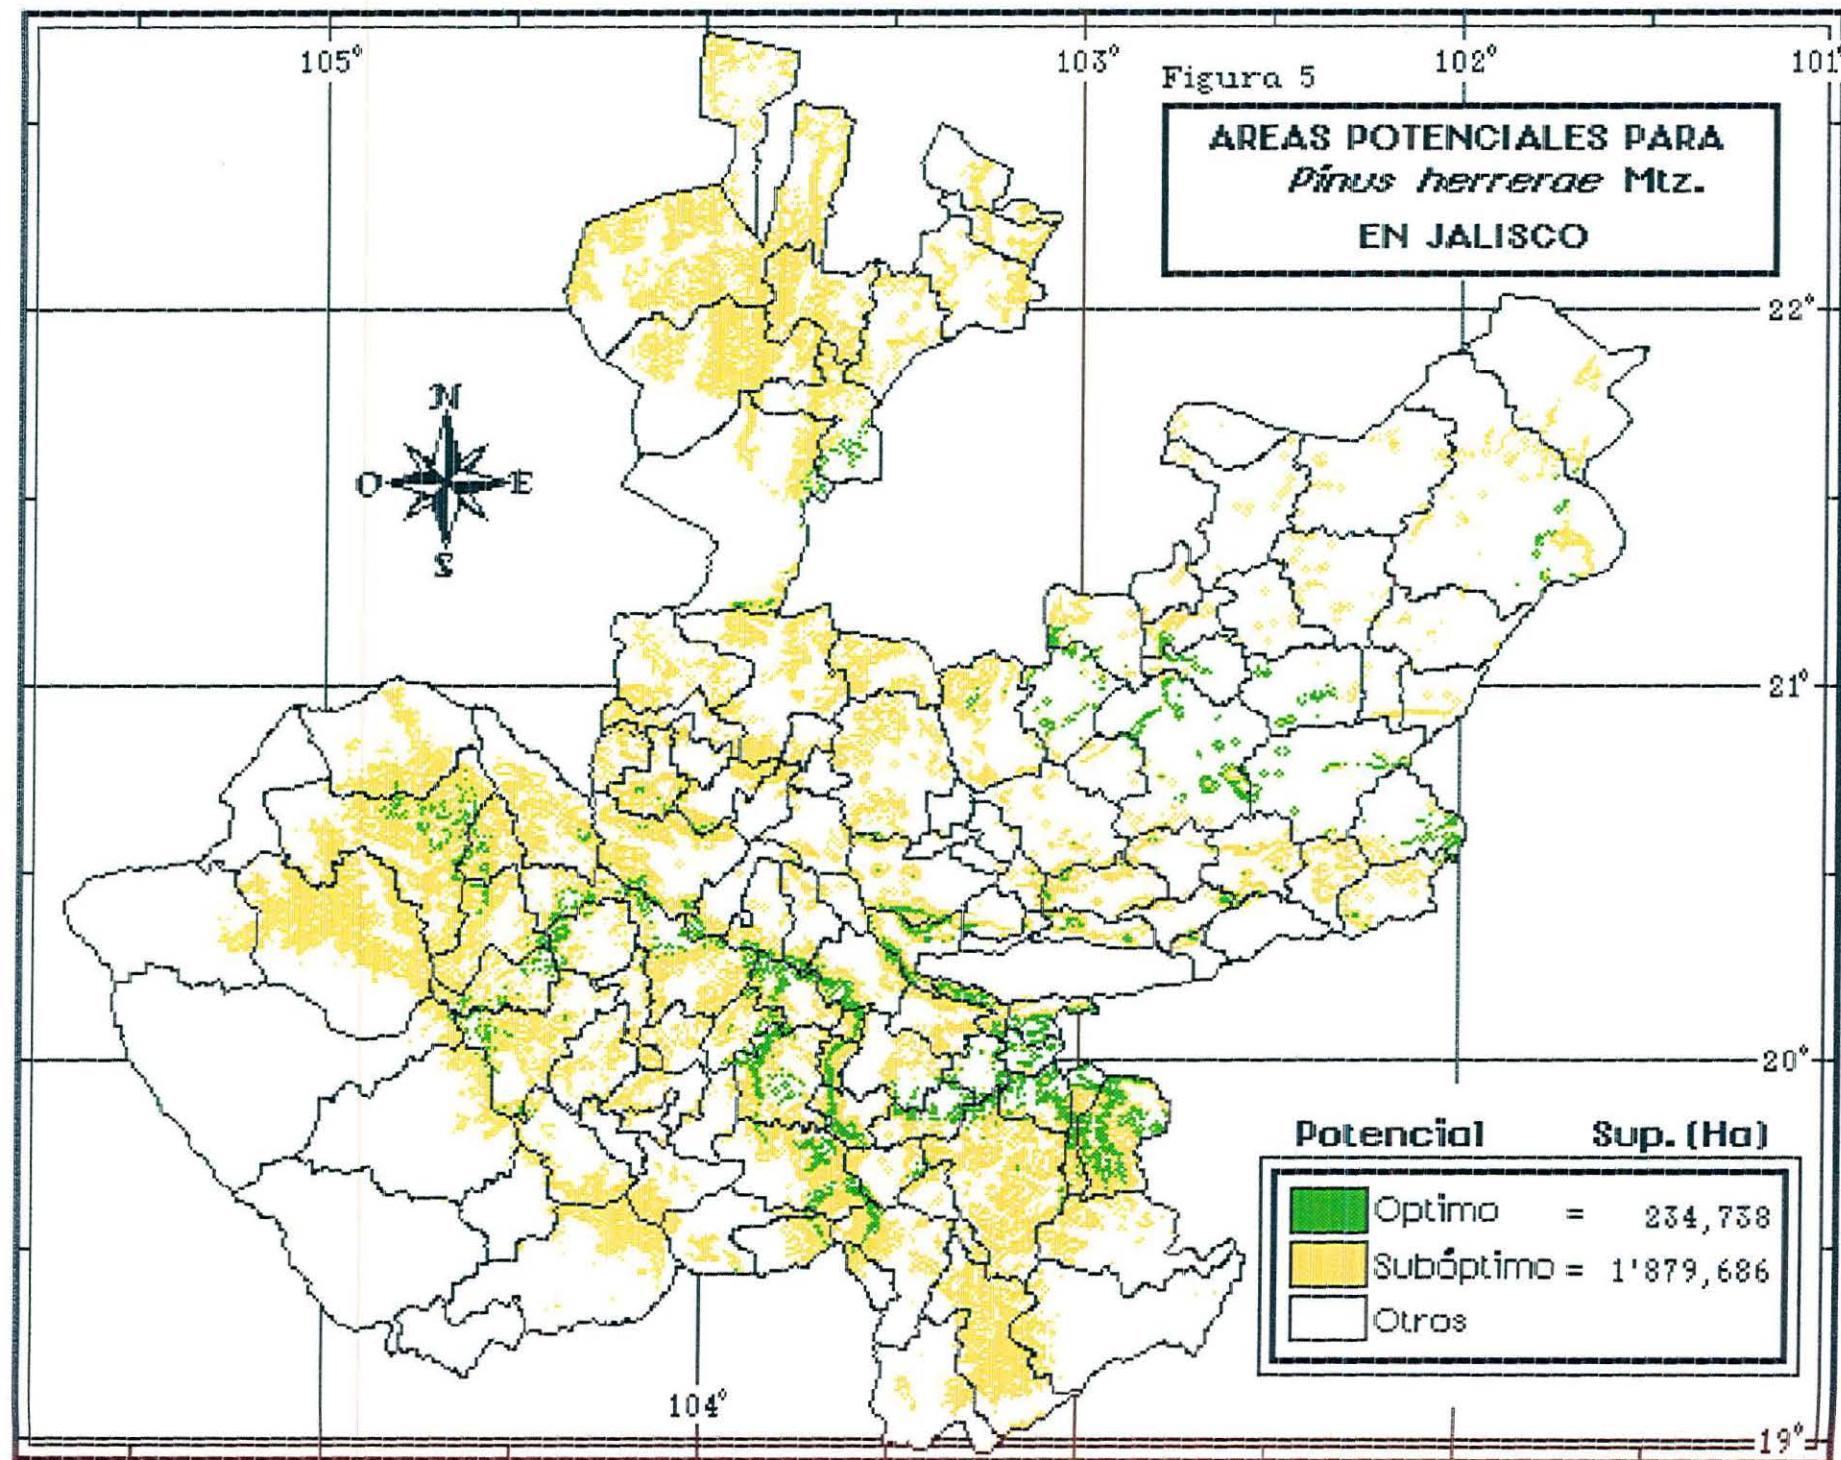 105°
103°
102°
101°
Figura 5
AREAS POTENCIALES PARA
Pinus herrerae Mtz.
EN JALISCO
22°
N
O
E
S
21°
20°
Potencial Sup. (Ha)
Optimo = 234,738
Subóptimo = 1'879,686
Otros
104°
19°